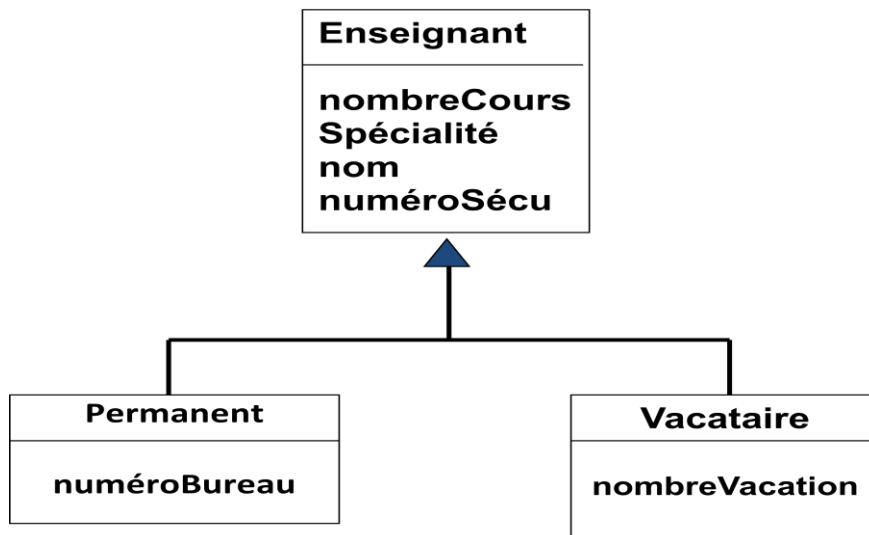 Enseignant
nombreCours
Spécialité
nom
numéroSécu
Permanent
numéroBureau
Vacataire
nombreVacation